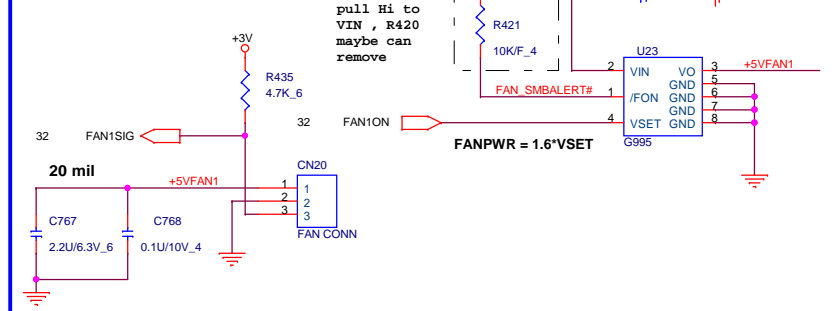 pull Hi to
VIN , R420
maybe can
remove
R421
10K/F_4
+3V
R435
4.7K_6
U23
2 VIN VO 3 +5VFAN1
GND 5
FAN_SMBALERT# 1 /FON GND 6
GND 7
32 FAN1SIG
32 FAN1ON 4 VSET GND 8
G995
FANPWR = 1.6*VSET
20 mil
CN20
+5VFAN1 1 1
2 2
3 3
FAN CONN
C767
2.2U/6.3V_6
C768
0.1U/10V_4